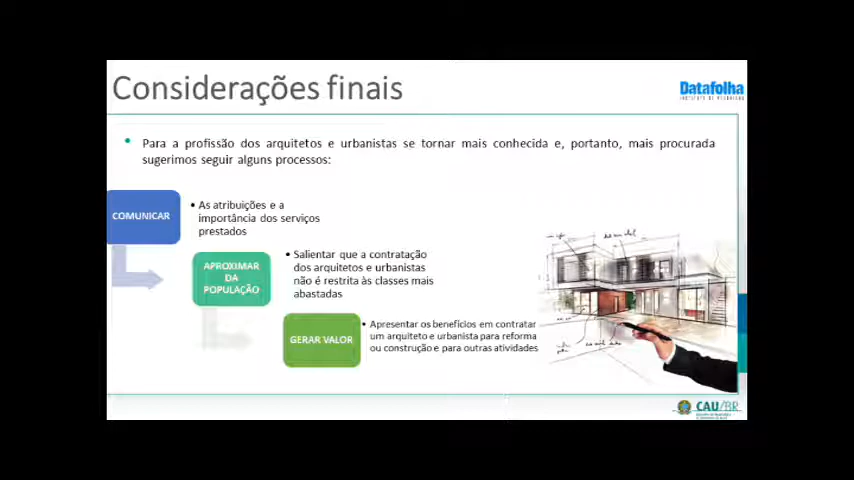 Considerações finais
Datafolha
INSTITUTO DE PESQUISAS
• Para a profissão dos arquitetos e urbanistas se tornar mais conhecida e, portanto, mais procurada
sugerimos seguir alguns processos:
COMUNICAR
• As atribuições e a
importância dos serviços
prestados
APROXIMAR
DA
POPULAÇÃO
• Salientar que a contratação
dos arquitetos e urbanistas
não é restrita às classes mais
abastadas
GERAR VALOR
• Apresentar os benefícios em contratar
um arquiteto e urbanista para reforma
ou construção e para outras atividades
CAU/BR